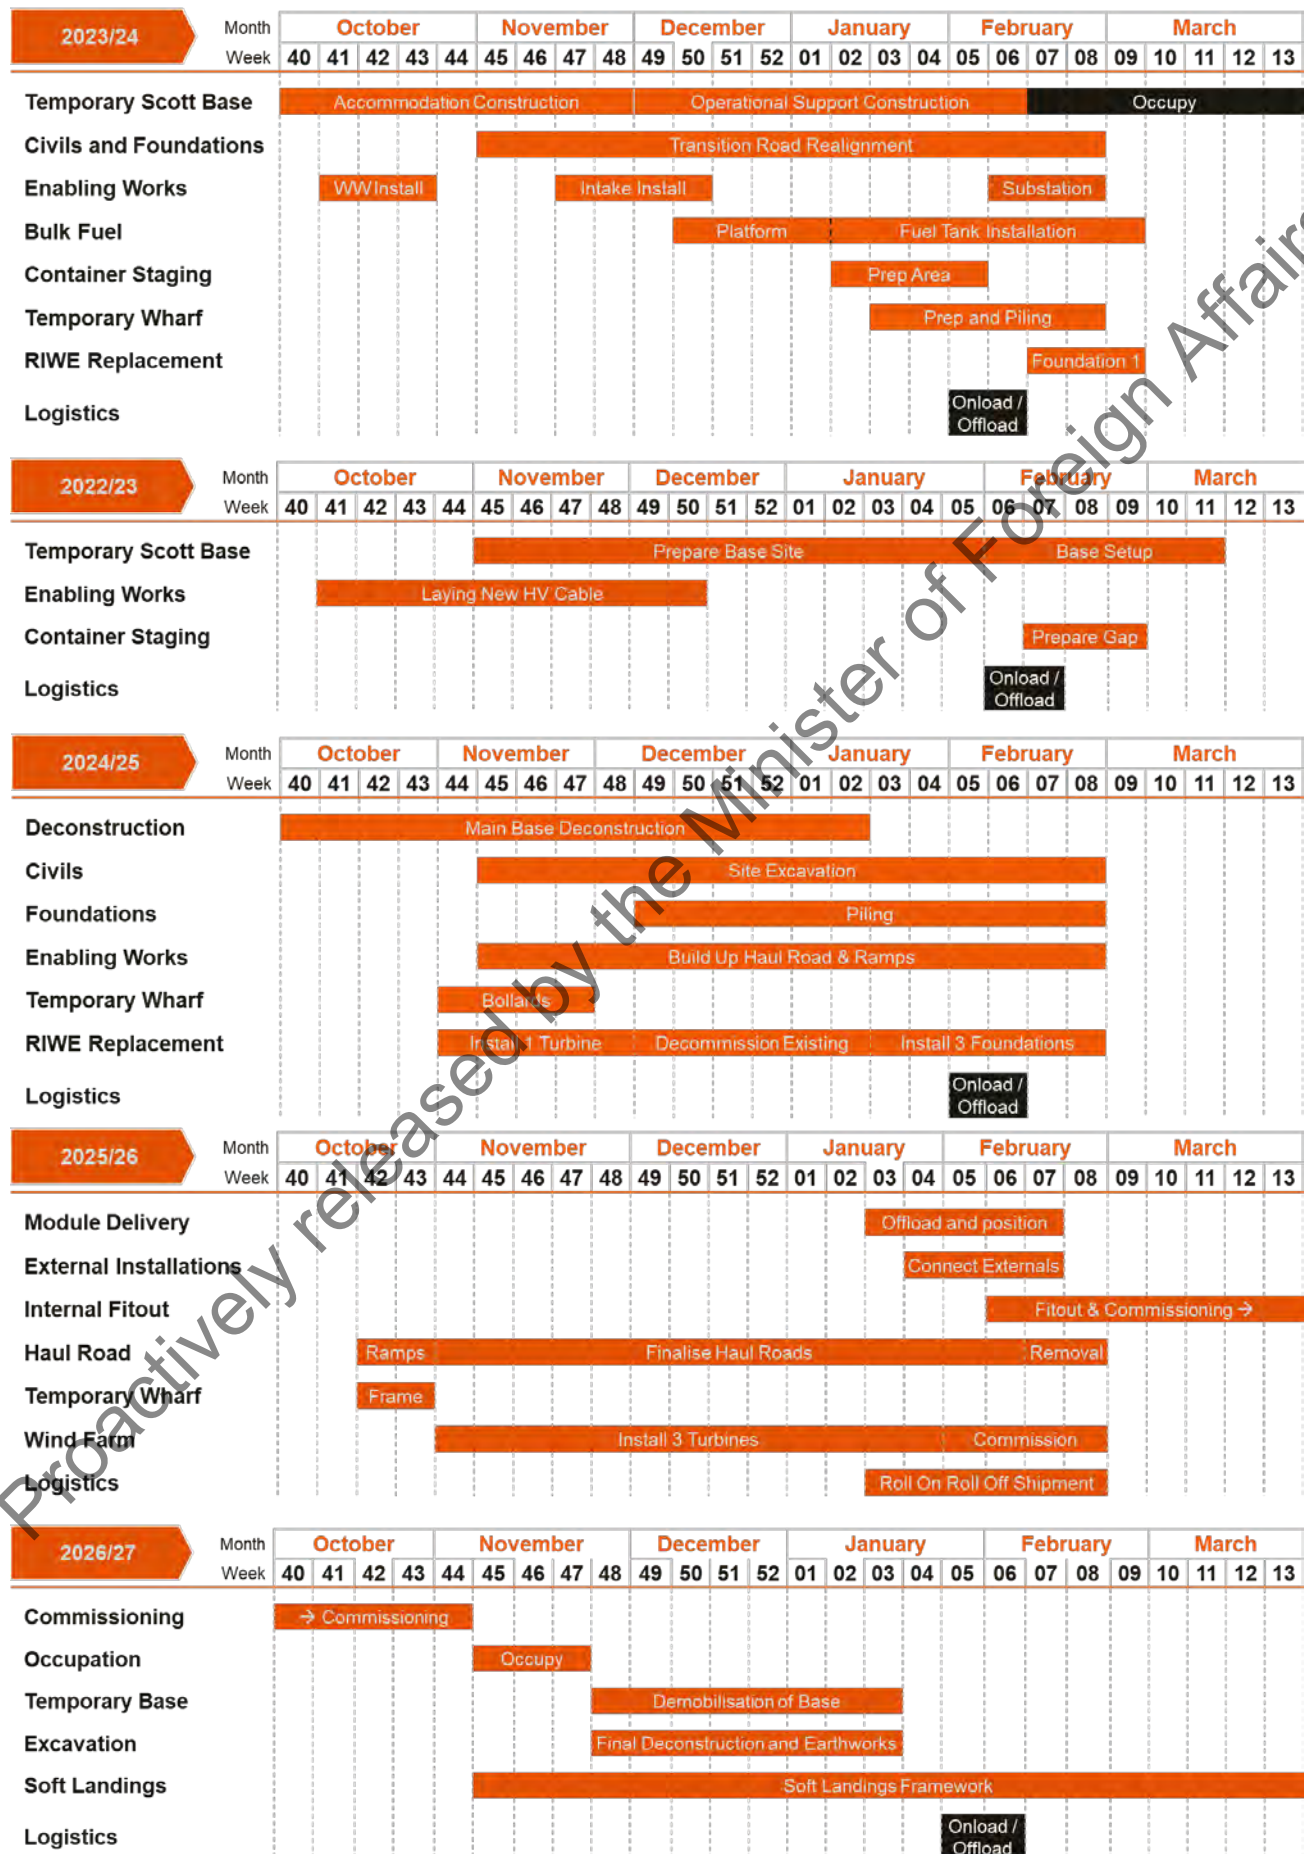 2023/24 Month October November December January February March
Week 40 41 42 43 44 45 46 47 48 49 50 51 52 01 02 03 04 05 06 07 08 09 10 11 12 13
Temporary Scott Base Accommodation Construction Operational Support Construction Occupy
Civils and Foundations Transition Road Realignment
Enabling Works WW Install Intake Install Substation
Bulk Fuel Platform Fuel Tank Installation
Container Staging Prep Area
Temporary Wharf Prep and Piling
RIWE Replacement Foundation 1
Logistics Onload /
Offload
2022/23 Month October November December January February March
Week 40 41 42 43 44 45 46 47 48 49 50 51 52 01 02 03 04 05 06 07 08 09 10 11 12 13
Temporary Scott Base Prepare Base Site Base Setup
Enabling Works Laying New HV Cable
Container Staging Prepare Gap
Logistics Onload /
Offload
2024/25 Month October November December January February March
Week 40 41 42 43 44 45 46 47 48 49 50 51 52 01 02 03 04 05 06 07 08 09 10 11 12 13
Deconstruction Main Base Deconstruction
Civils Site Excavation
Foundations Piling
Enabling Works Build Up Haul Road & Ramps
Temporary Wharf Bollards
RIWE Replacement Install 1 Turbine Decommission Existing Install 3 Foundations
Logistics Onload /
Offload
2025/26 Month October November December January February March
Week 40 41 42 43 44 45 46 47 48 49 50 51 52 01 02 03 04 05 06 07 08 09 10 11 12 13
Module Delivery Offload and position
External Installations Connect Externals
Internal Fitout Fitout & Commissioning →
Haul Road Ramps Finalise Haul Roads Removal
Temporary Wharf Frame
Wind Farm Install 3 Turbines Commission
Logistics Roll On Roll Off Shipment
2026/27 Month October November December January February March
Week 40 41 42 43 44 45 46 47 48 49 50 51 52 01 02 03 04 05 06 07 08 09 10 11 12 13
Commissioning → Commissioning
Occupation Occupy
Temporary Base Demobilisation of Base
Excavation Final Deconstruction and Earthworks
Soft Landings Soft Landings Framework
Logistics Onload /
Offload
Proactively released by the Minister of Foreign Affairs